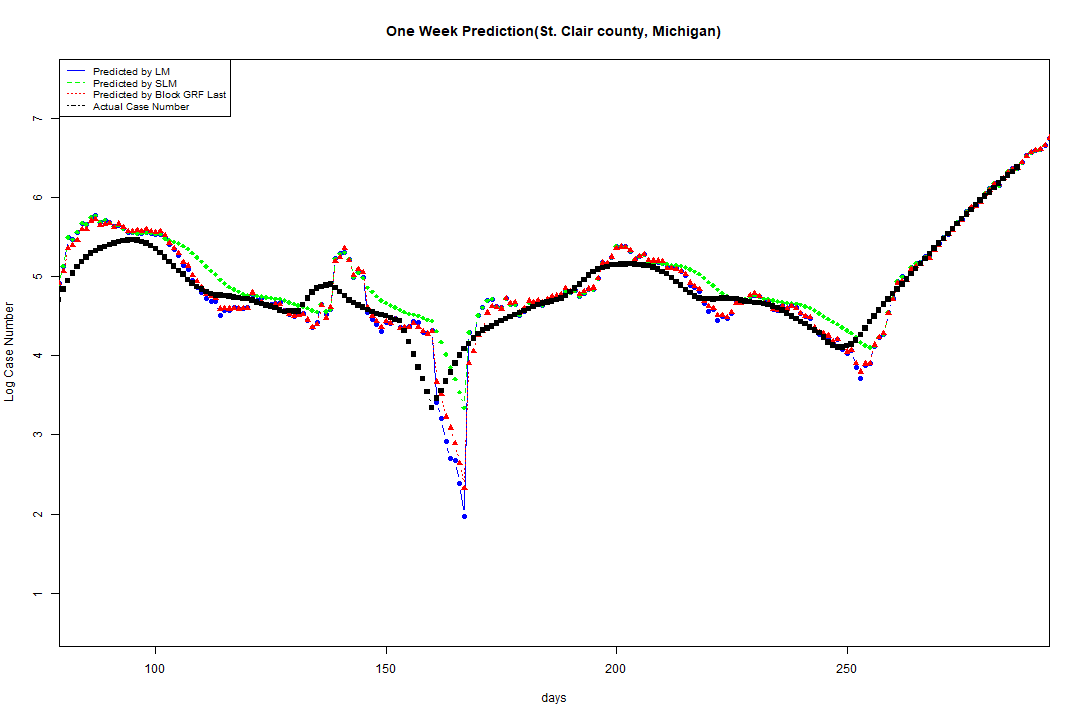 One Week Prediction(St. Clair county, Michigan)
Predicted by LM
Predicted by SLM
Predicted by Block GRF Last
Actual Case Number
7
6
5
4
3
2
1
Log Case Number
100 150 200 250
days